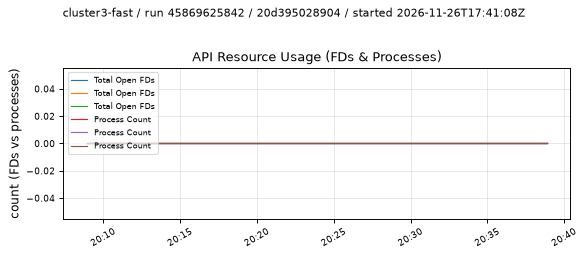 cluster3-fast / run 45869625842 / 20d395028904 / started 2026-11-26T17:41:08Z
API Resource Usage (FDs & Processes)
count (FDs vs processes)
0.04
0.02
0.00
−0.02
−0.04
Total Open FDs
Total Open FDs
Total Open FDs
Process Count
Process Count
Process Count
20:10
20:15
20:20
20:25
20:30
20:35
20:40